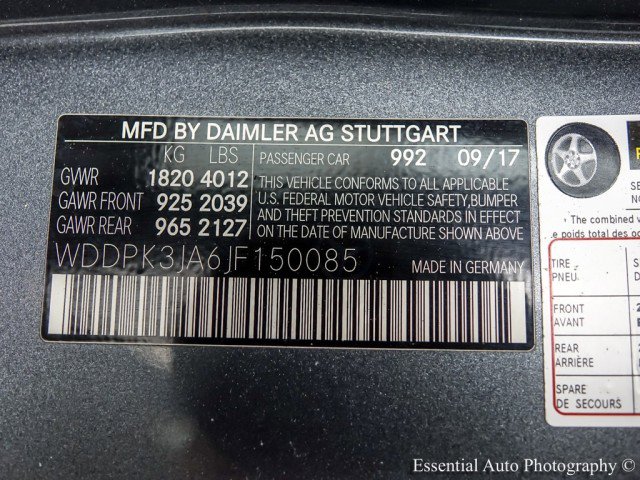 MFD BY DAIMLER AG STUTTGART
KG LBS
GVWR 1820 4012
GAWR FRONT 925 2039
GAWR REAR 965 2127
PASSENGER CAR 992 09/17
THIS VEHICLE CONFORMS TO ALL APPLICABLE
U.S. FEDERAL MOTOR VEHICLE SAFETY,BUMPER
AND THEFT PREVENTION STANDARDS IN EFFECT
ON THE DATE OF MANUFACTURE SHOWN ABOVE
WDDPK3JA6JF150085 MADE IN GERMANY
The combined
le poids total des
TIRE
PNEU
FRONT
AVANT
REAR
ARRIÈRE
SPARE
DE SECOURS
Essential Auto Photography ©